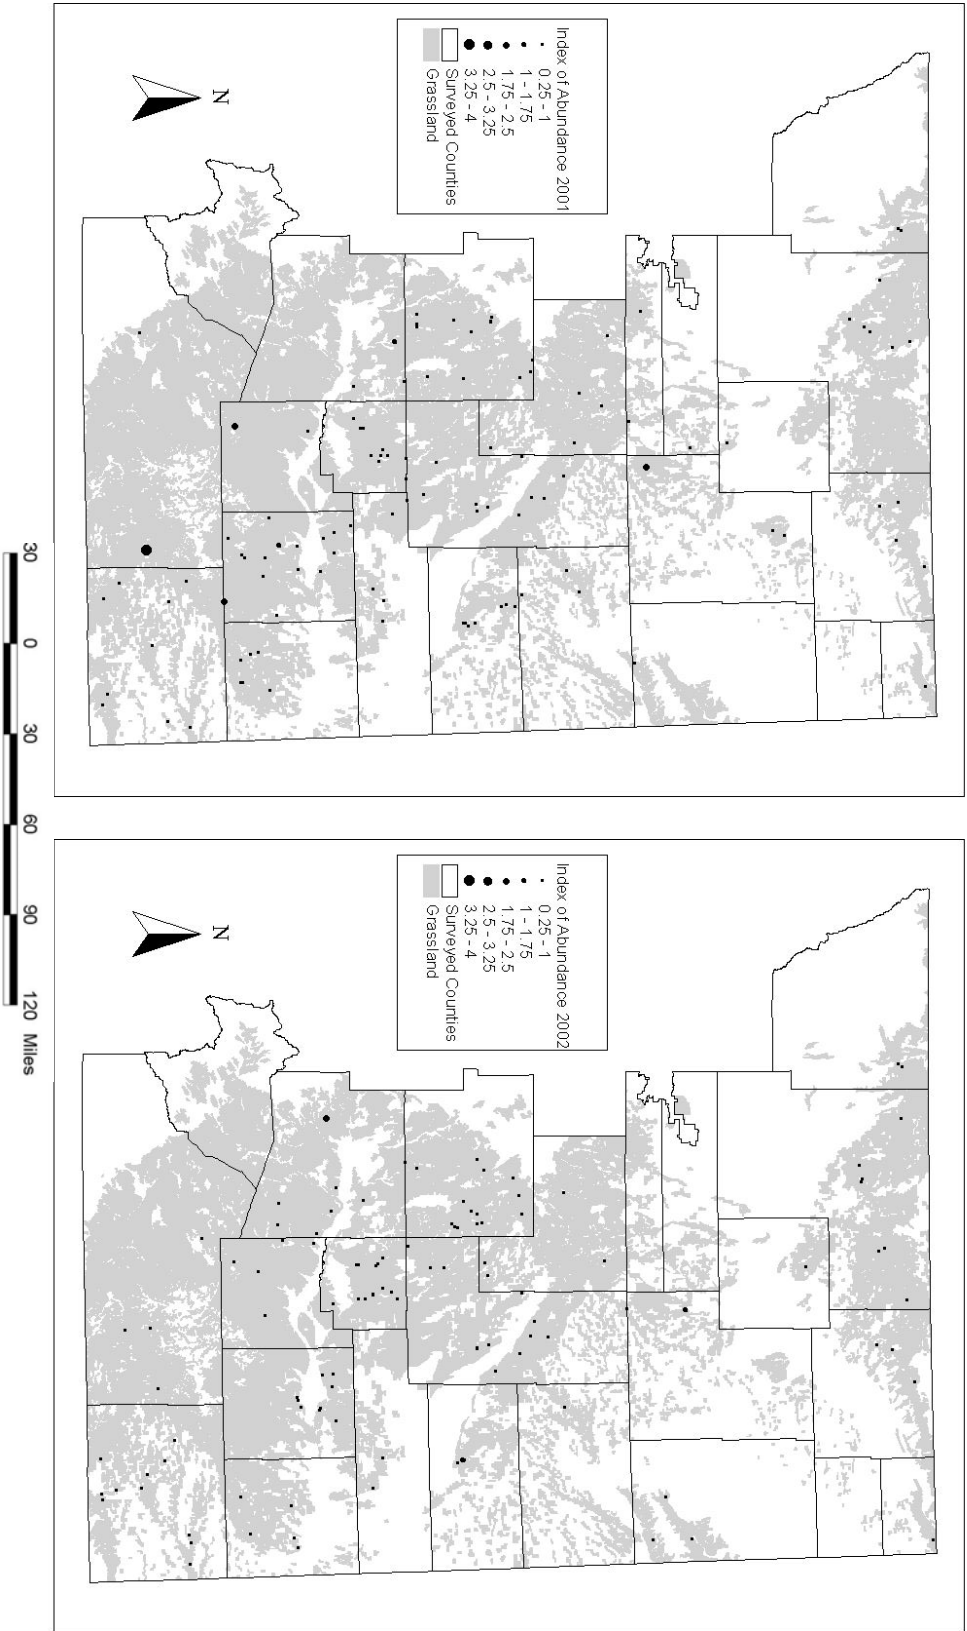 Index of Abundance 2001
0.25 - 1
1 - 1.75
1.75 - 2.5
2.5 - 3.25
3.25 - 4
Surveyed Counties
Grassland
N
Index of Abundance 2002
0.25 - 1
1 - 1.75
1.75 - 2.5
2.5 - 3.25
3.25 - 4
Surveyed Counties
Grassland
N
30 0 30 60 90 120 Miles